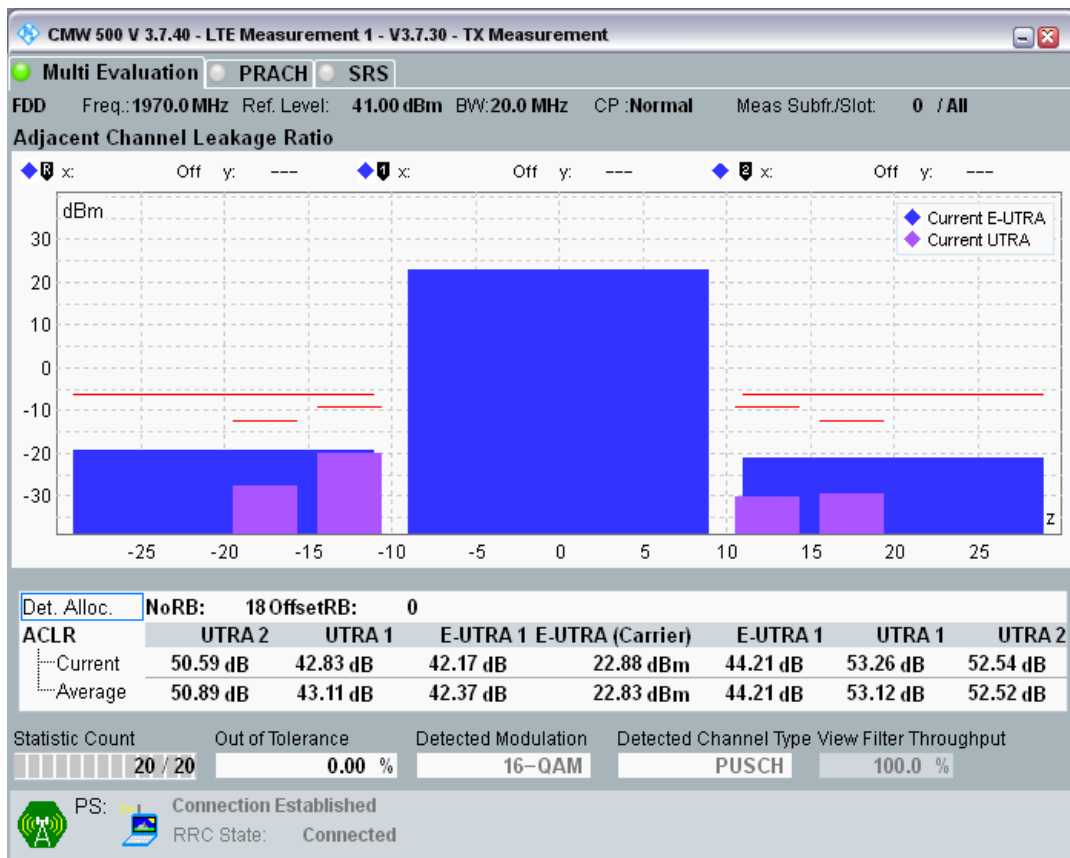 CMW 500 V 3.7.40 - LTE Measurement 1 - V3.7.30 - TX Measurement
Multi Evaluation PRACH SRS
FDD Freq.: 1970.0 MHz Ref. Level: 41.00 dBm BW: 20.0 MHz CP :Normal Meas Subfr./Slot: 0 / All
Adjacent Channel Leakage Ratio
R x: Off y: --- 1 x: Off y: --- 2 x: Off y: ---
dBm
Current E-UTRA
Current UTRA
30
20
10
0
-10
-20
-30
z
-25 -20 -15 -10 -5 0 5 10 15 20 25
Det. Alloc. NoRB: 18 OffsetRB: 0
ACLR UTRA 2 UTRA 1 E-UTRA 1 E-UTRA (Carrier) E-UTRA 1 UTRA 1 UTRA 2
Current 50.59 dB 42.83 dB 42.17 dB 22.88 dBm 44.21 dB 53.26 dB 52.54 dB
Average 50.89 dB 43.11 dB 42.37 dB 22.83 dBm 44.21 dB 53.12 dB 52.52 dB
Statistic Count Out of Tolerance Detected Modulation Detected Channel Type View Filter Throughput
20 / 20 0.00 % 16-QAM PUSCH 100.0 %
PS: Connection Established
RRC State: Connected